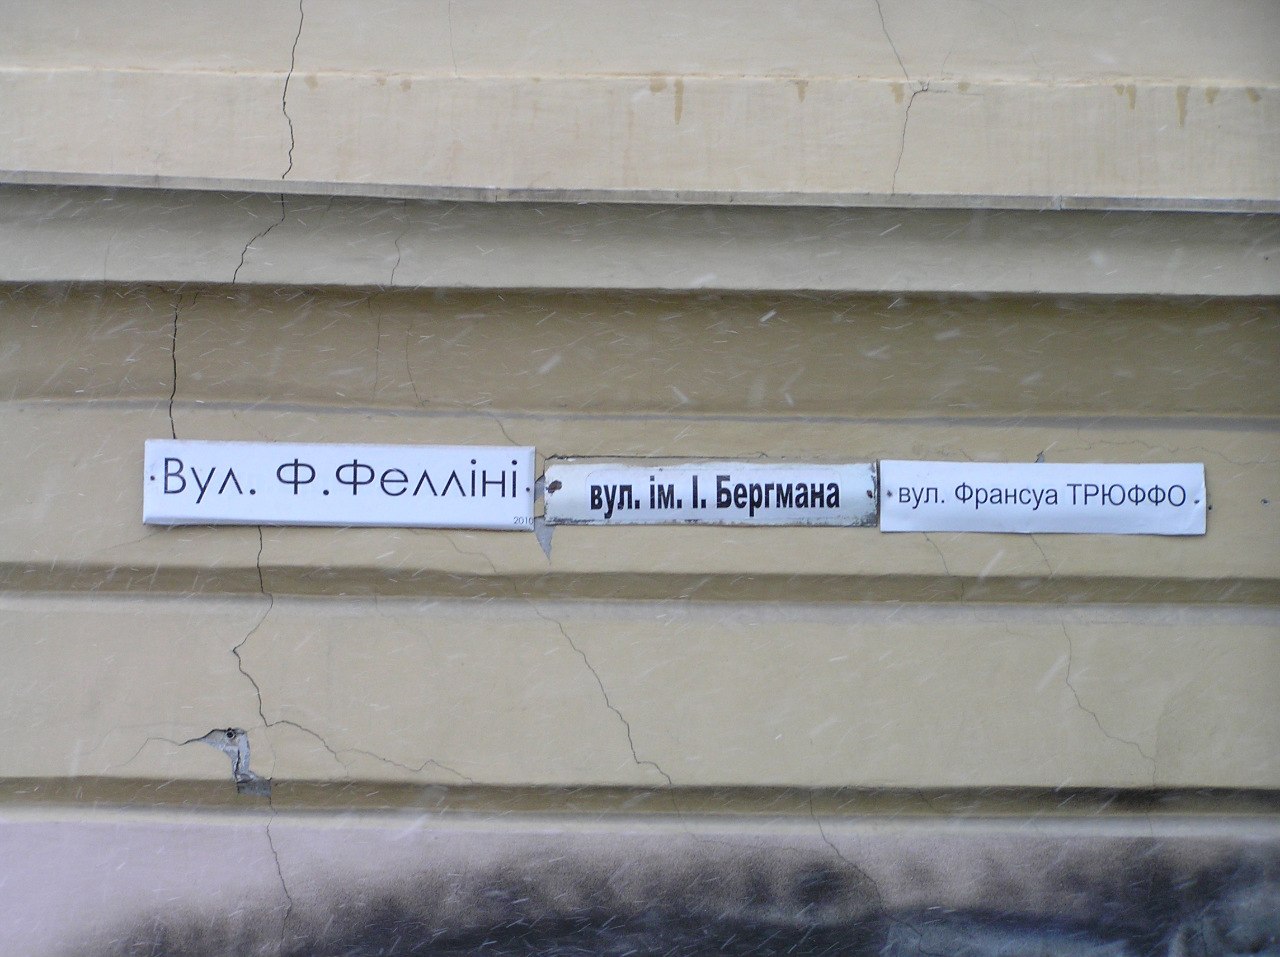 Вул. Ф.Фелліні
2010
вул. ім. І. Бергмана
вул. Франсуа ТРЮФФО